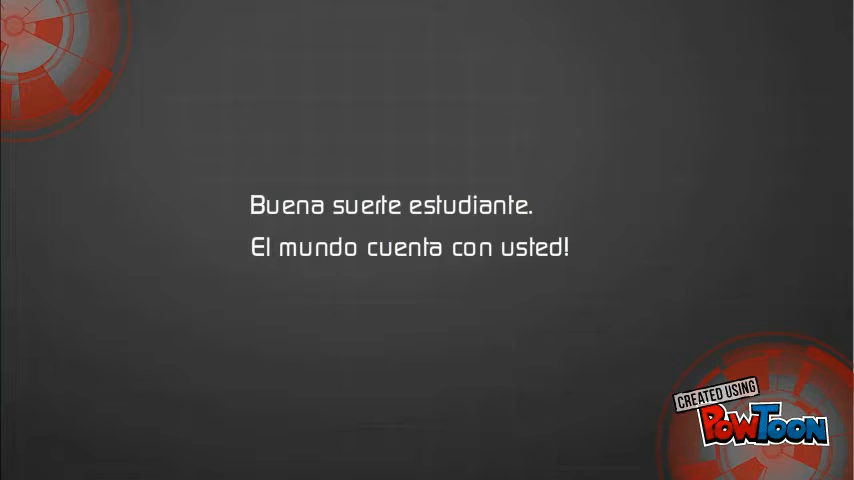 Buena suerte estudiante.
El mundo cuenta con usted!
CREATED USING
POWTOON